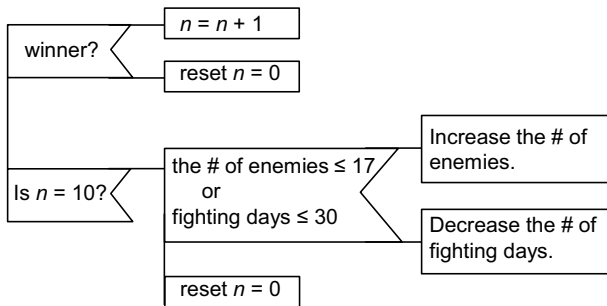 n = n + 1
winner?
reset n = 0
Increase the # of
enemies.
the # of enemies ≤ 17
or
fighting days ≤ 30
Is n = 10?
Decrease the # of
fighting days.
reset n = 0